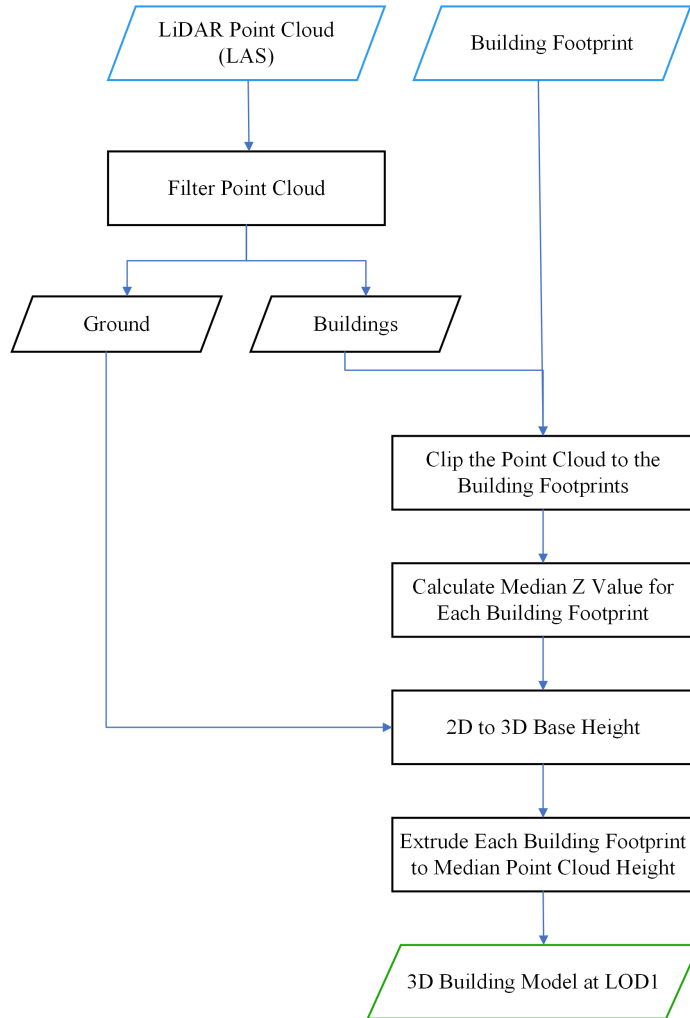 LiDAR Point Cloud
(LAS)
Building Footprint
Filter Point Cloud
Ground
Buildings
Clip the Point Cloud to the
Building Footprints
Calculate Median Z Value for
Each Building Footprint
2D to 3D Base Height
Extrude Each Building Footprint
to Median Point Cloud Height
3D Building Model at LOD1